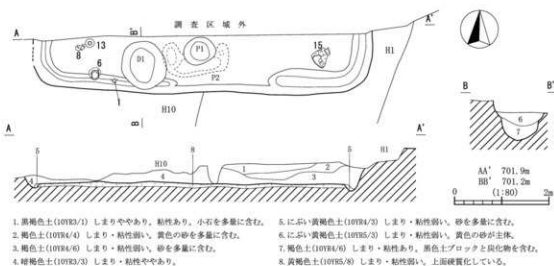 調査区域外
A
A'
B
H1
13
8
6
D1
P1
P2
15
1
H10
B
B
B'
6
7
A
A'
5
H10
8
1
2
3
4
4
5
H1
AA' 701.9m
BB' 701.2m
0 (1:80) 2m
1. 黒褐色土(10YR3/1) しまりややあり。粘性あり。小石を多量に含む。
2. 褐色土(10YR4/4) しまり・粘性弱い。黄色の砂を多量に含む。
3. 褐色土(10YR4/6) しまり・粘性弱い。砂を多量に含む。
4. 暗褐色土(10YR3/3) しまり・粘性ややあり。
5. にぶい黄褐色土(10YR4/3) しまり・粘性弱い。砂を多量に含む。
6. にぶい黄褐色土(10YR5/3) しまり・粘性弱い。黄色の砂が主体。
7. 褐色土(10YR4/6) しまり・粘性あり。黒色土ブロックと炭化物を含む。
8. 黄褐色土(10YR5/8) しまり・粘性あり。上面硬質化している。